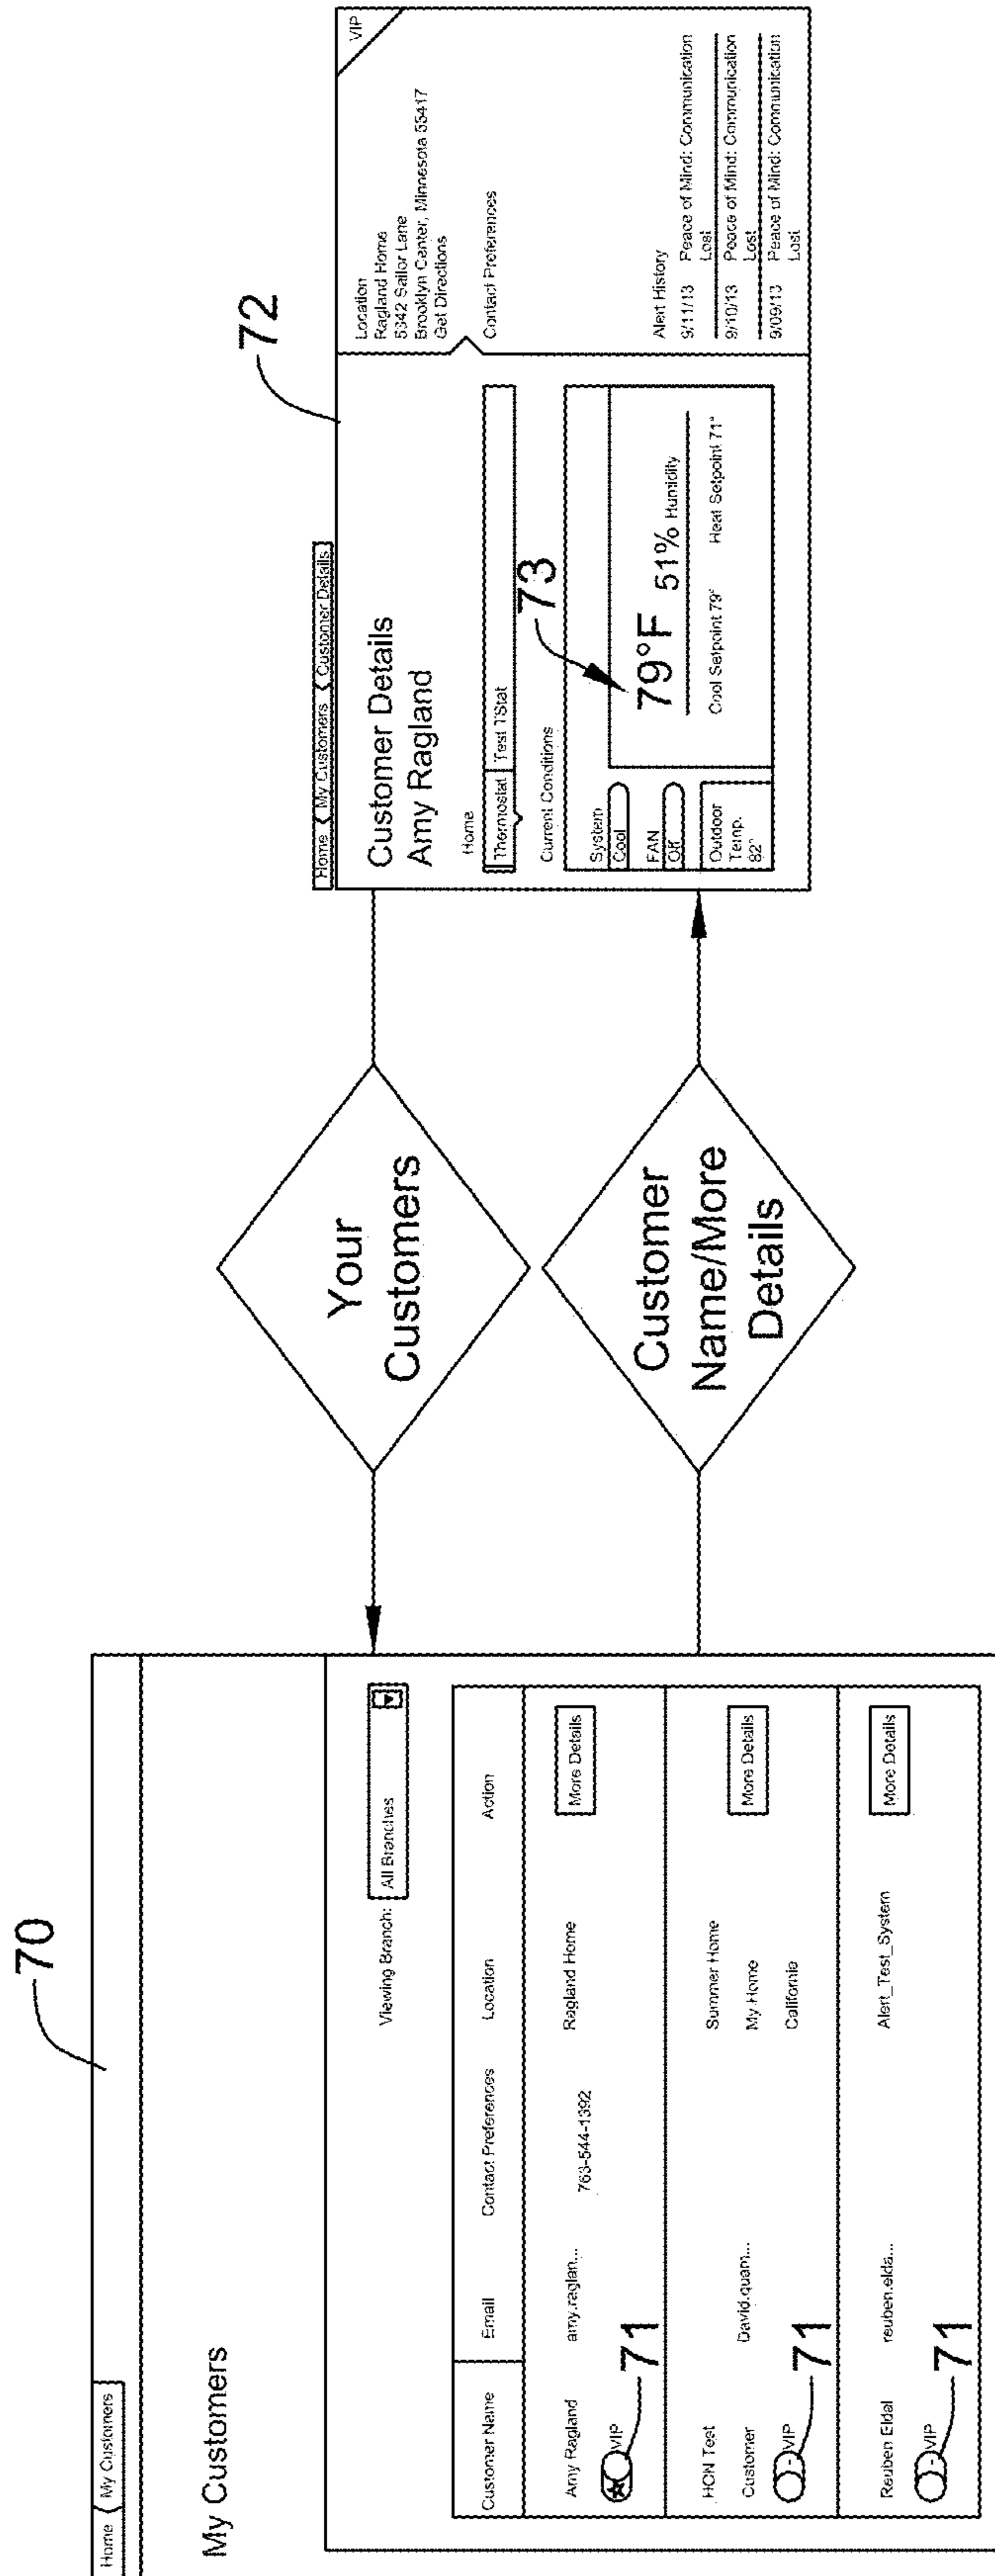 70
Home
My Customers
My Customers
Viewing Branch:
All Branches
Customer Name
Email
Contact Preferences
Location
Action
Amy Ragland
amy.raglan...
763-544-1392
Ragland Home
More Details
VIP
71
HCN Test
Customer
David.quam...
Summer Home
My Home
California
More Details
- VIP
71
Reuben Eldal
reuben.elda...
Alert_Test_System
More Details
- VIP
71
Your
Customers
Customer
Name/More
Details
72
Home
My Customers
Customer Details
Customer Details
Amy Ragland
VIP
Home
Thermostat
Test TStat
Current Conditions
73
System
Cool
FAN
Off
Outdoor
Temp.
82°
79°F 51% Humidity
Cool Setpoint 79°
Heat Setpoint 71°
Location
Ragland Home
5342 Sailor Lane
Brooklyn Center, Minnesota 55417
Get Directions
Contact Preferences
Alert History
9/11/13 Peace of Mind: Communication
Lost
9/10/13 Peace of Mind: Communication
Lost
9/09/13 Peace of Mind: Communication
Lost